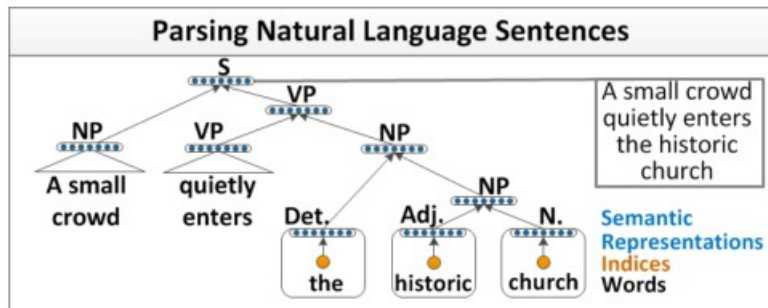 Parsing Natural Language Sentences
S
VP
A small crowd
quietly enters
the historic
church
NP
VP
NP
A small
crowd
quietly
enters
NP
Det.
Adj.
N.
the
historic
church
Semantic
Representations
Indices
Words